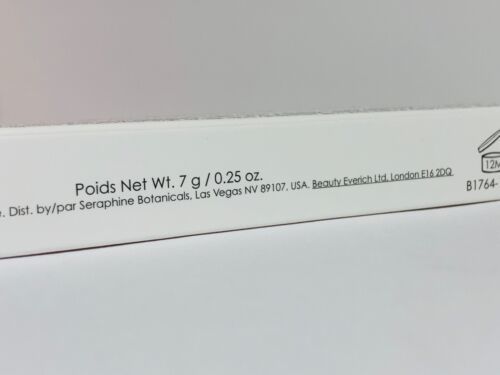 Poids Net Wt. 7 g / 0.25 oz.
Dist. by/par Seraphine Botanicals, Las Vegas NV 89107. USA. Beauty Everich Ltd, London E16 2DQ
12M
B1764-